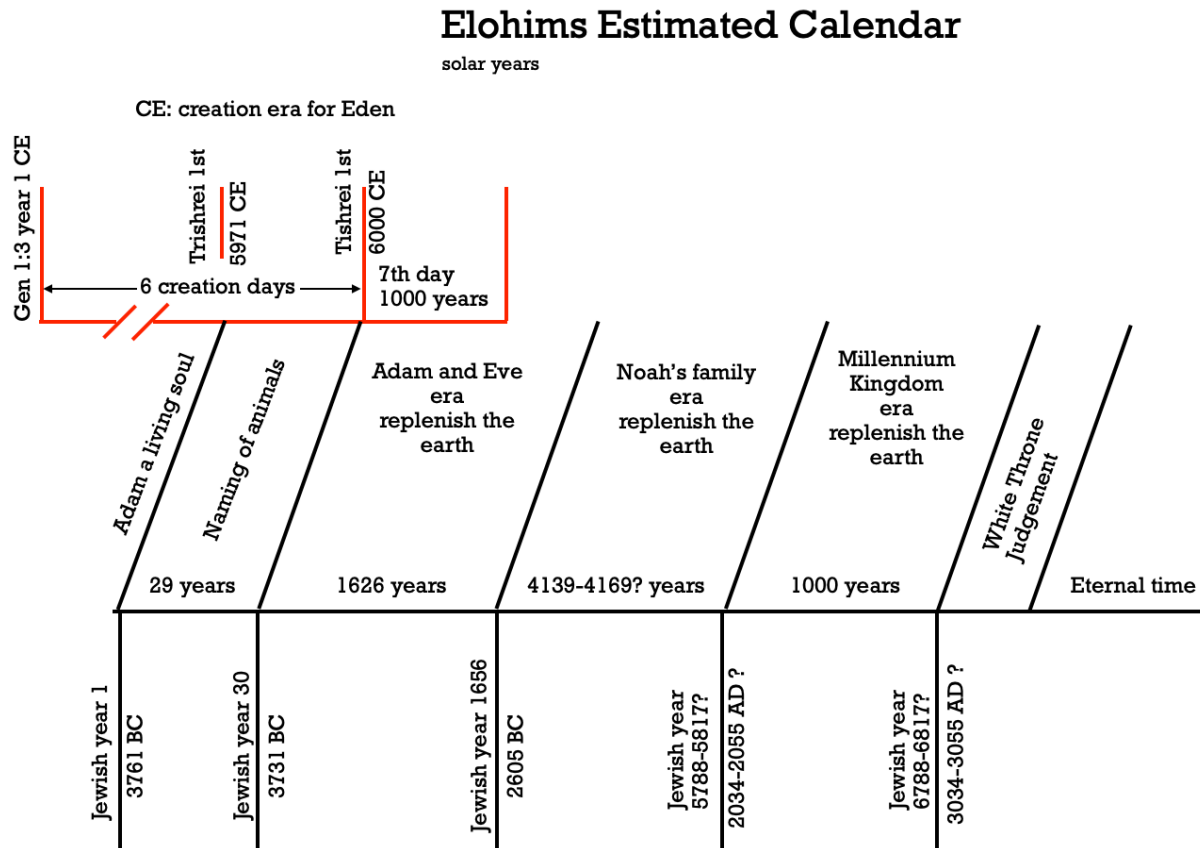 Elohims Estimated Calendar
solar years
CE: creation era for Eden
Gen 1:3 year 1 CE
Trishrei 1st
5971 CE
Tishrei 1st
6000 CE
6 creation days
7th day
1000 years
Adam a living soul
Naming of animals
Adam and Eve
era
replenish the
earth
Noah's family
era
replenish the
earth
Millennium
Kingdom
era
replenish the
earth
White Throne
Judgement
29 years
1626 years
4139-4169? years
1000 years
Eternal time
Jewish year 1
3761 BC
Jewish year 30
3731 BC
Jewish year 1656
2605 BC
Jewish year
5788-5817?
2034-2055 AD ?
Jewish year
6788-6817?
3034-3055 AD ?